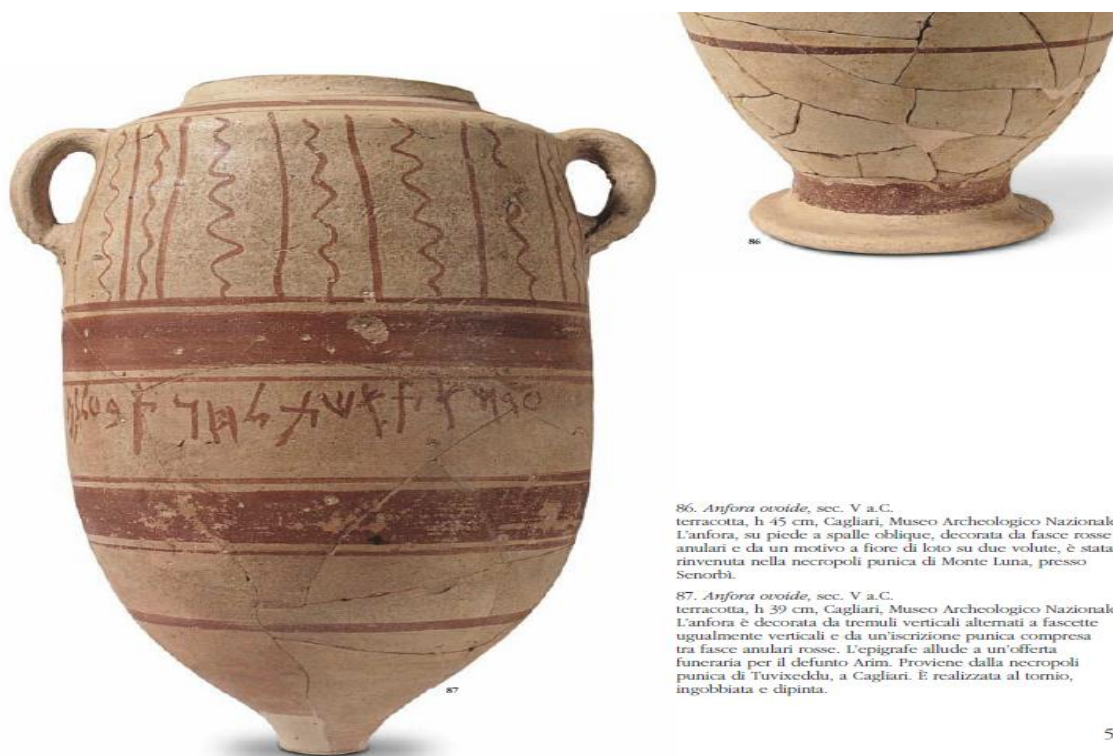 86
87
86. Anfora ovoide, sec. V a.C.
terracotta, h 45 cm, Cagliari, Museo Archeologico Nazionale
L'anfora, su piede a spalle oblique, decorata da fasce rosse
anulari e da un motivo a fiore di loto su due volute, è stata
rinvenuta nella necropoli punica di Monte Luna, presso
Senorbì.
87. Anfora ovoide, sec. V a.C.
terracotta, h 39 cm, Cagliari, Museo Archeologico Nazionale
L'anfora è decorata da tremuli verticali alternati a fascette
ugualmente verticali e da un'iscrizione punica compresa
tra fasce anulari rosse. L'epigrafe allude a un'offerta
funeraria per il defunto Arim. Proviene dalla necropoli
punica di Tuvixeddu, a Cagliari. È realizzata al tornio,
ingobbiata e dipinta.
5